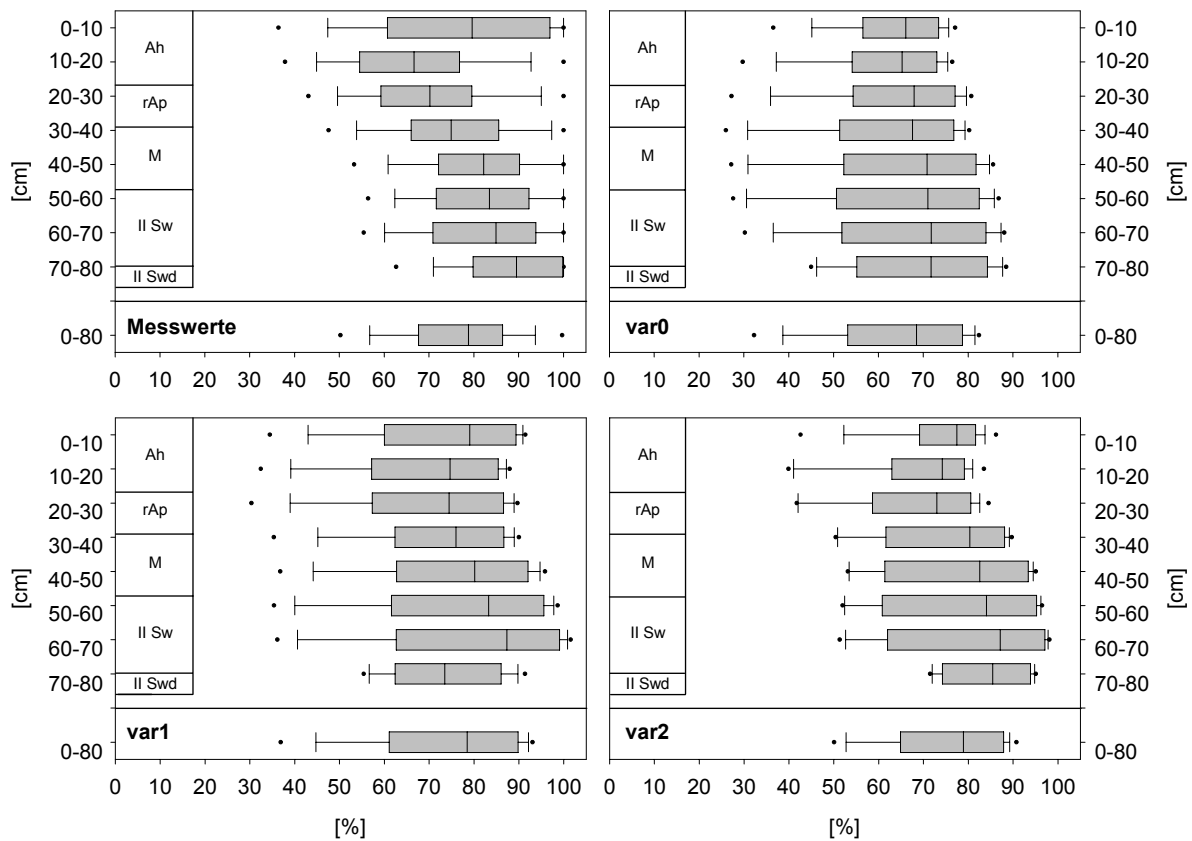 0-10 Ah 0-10
10-20 10-20
20-30 rAp 20-30
30-40 30-40
40-50 M 40-50
50-60 50-60
60-70 II Sw 60-70
70-80 II Swd II Swd 70-80
[cm] Ah rAp M II Sw [cm]
Messwerte var0
0-80 0-80
0 10 20 30 40 50 60 70 80 90 100 0 10 20 30 40 50 60 70 80 90 100
0-10 Ah Ah 0-10
10-20 10-20
20-30 rAp rAp 20-30
30-40 30-40
40-50 M M 40-50
50-60 50-60
60-70 II Sw II Sw 60-70
70-80 II Swd II Swd 70-80
[cm] [cm]
var1 var2
0-80 0-80
0 10 20 30 40 50 60 70 80 90 100 0 10 20 30 40 50 60 70 80 90 100
[%] [%]